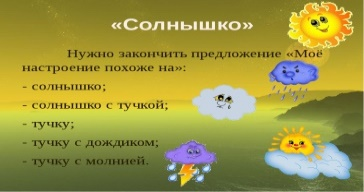 «Солнышко»
Нужно закончить предложение «Моё
настроение похоже на»:
- солнышко;
- солнышко с тучкой;
- тучку;
- тучку с дождиком;
- тучку с молнией.